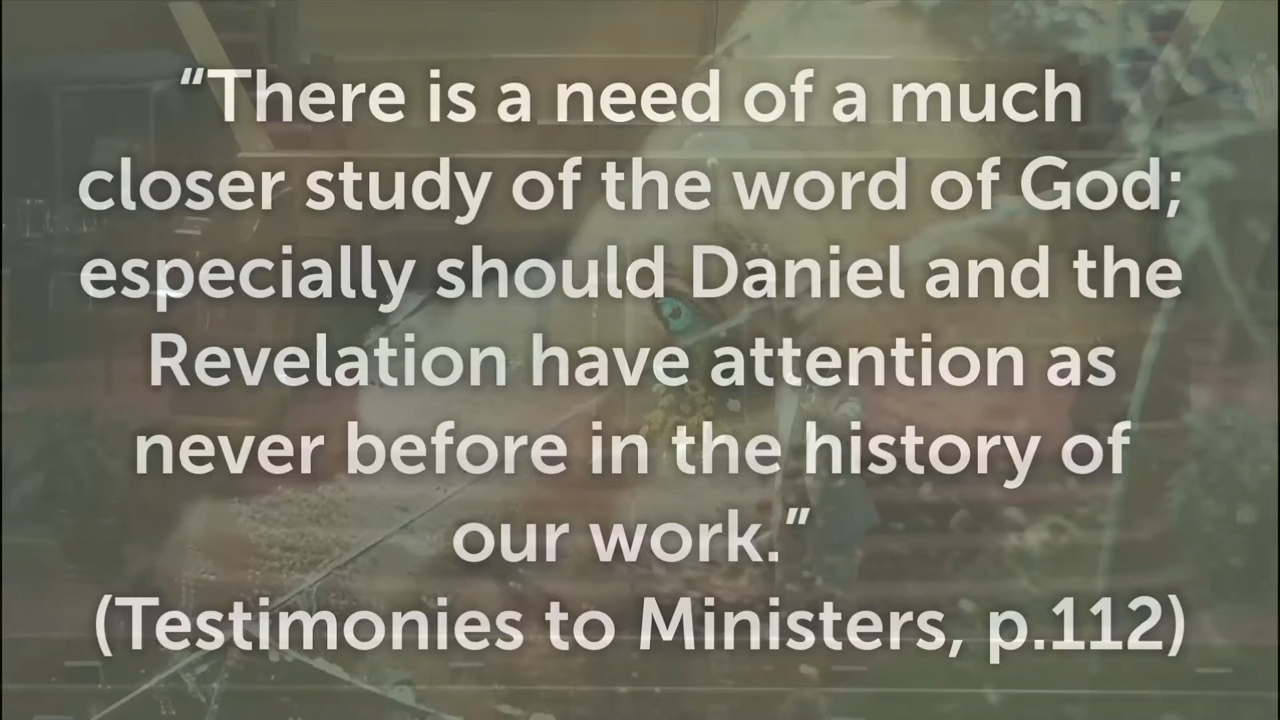 “There is a need of a much
closer study of the word of God;
especially should Daniel and the
Revelation have attention as
never before in the history of
our work.”
(Testimonies to Ministers, p.112)